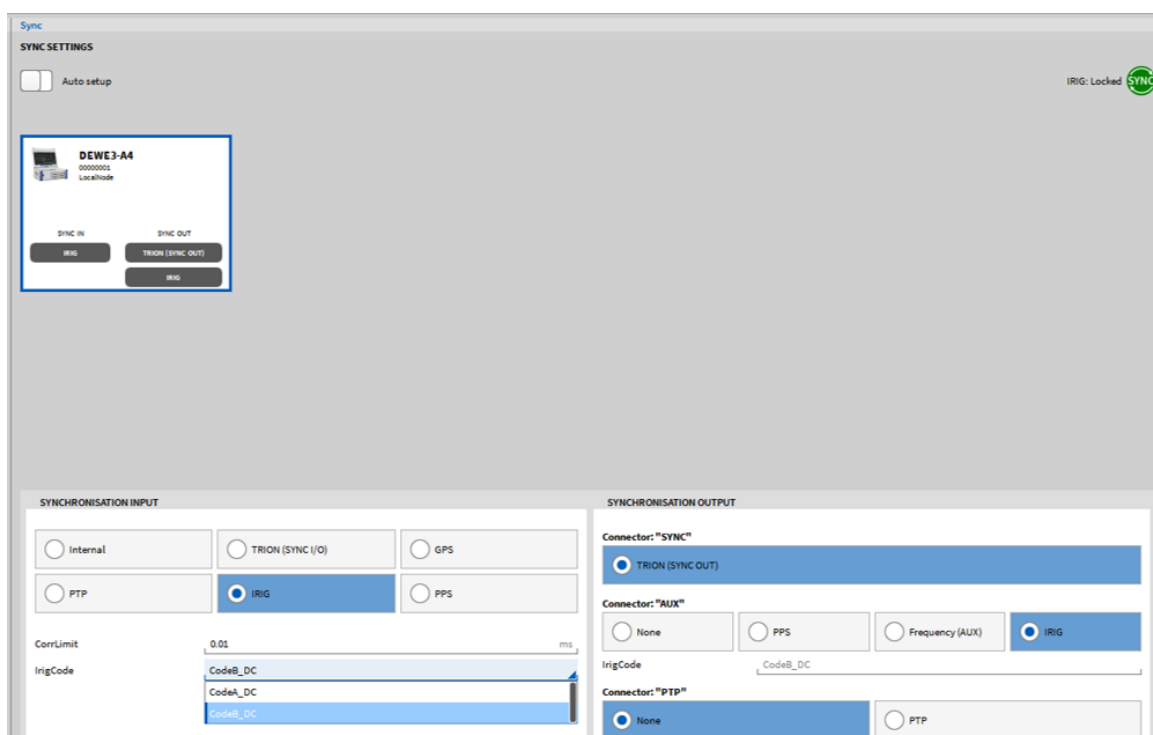 Sync
SYNC SETTINGS
Auto setup
IRIG: Locked SYNC
DEWE3-A4
00000001
LocalNode
SYNC IN SYNC OUT
IRIG TRION (SYNC OUT)
IRIG
SYNCHRONISATION INPUT
Internal TRION (SYNC I/O) GPS
PTP IRIG PPS
CorrLimit 0.01 ms
IrigCode CodeB_DC
CodeA_DC
CodeB_DC
SYNCHRONISATION OUTPUT
Connector: "SYNC"
TRION (SYNC OUT)
Connector: "AUX"
None PPS Frequency (AUX) IRIG
IrigCode CodeB_DC
Connector: "PTP"
None PTP